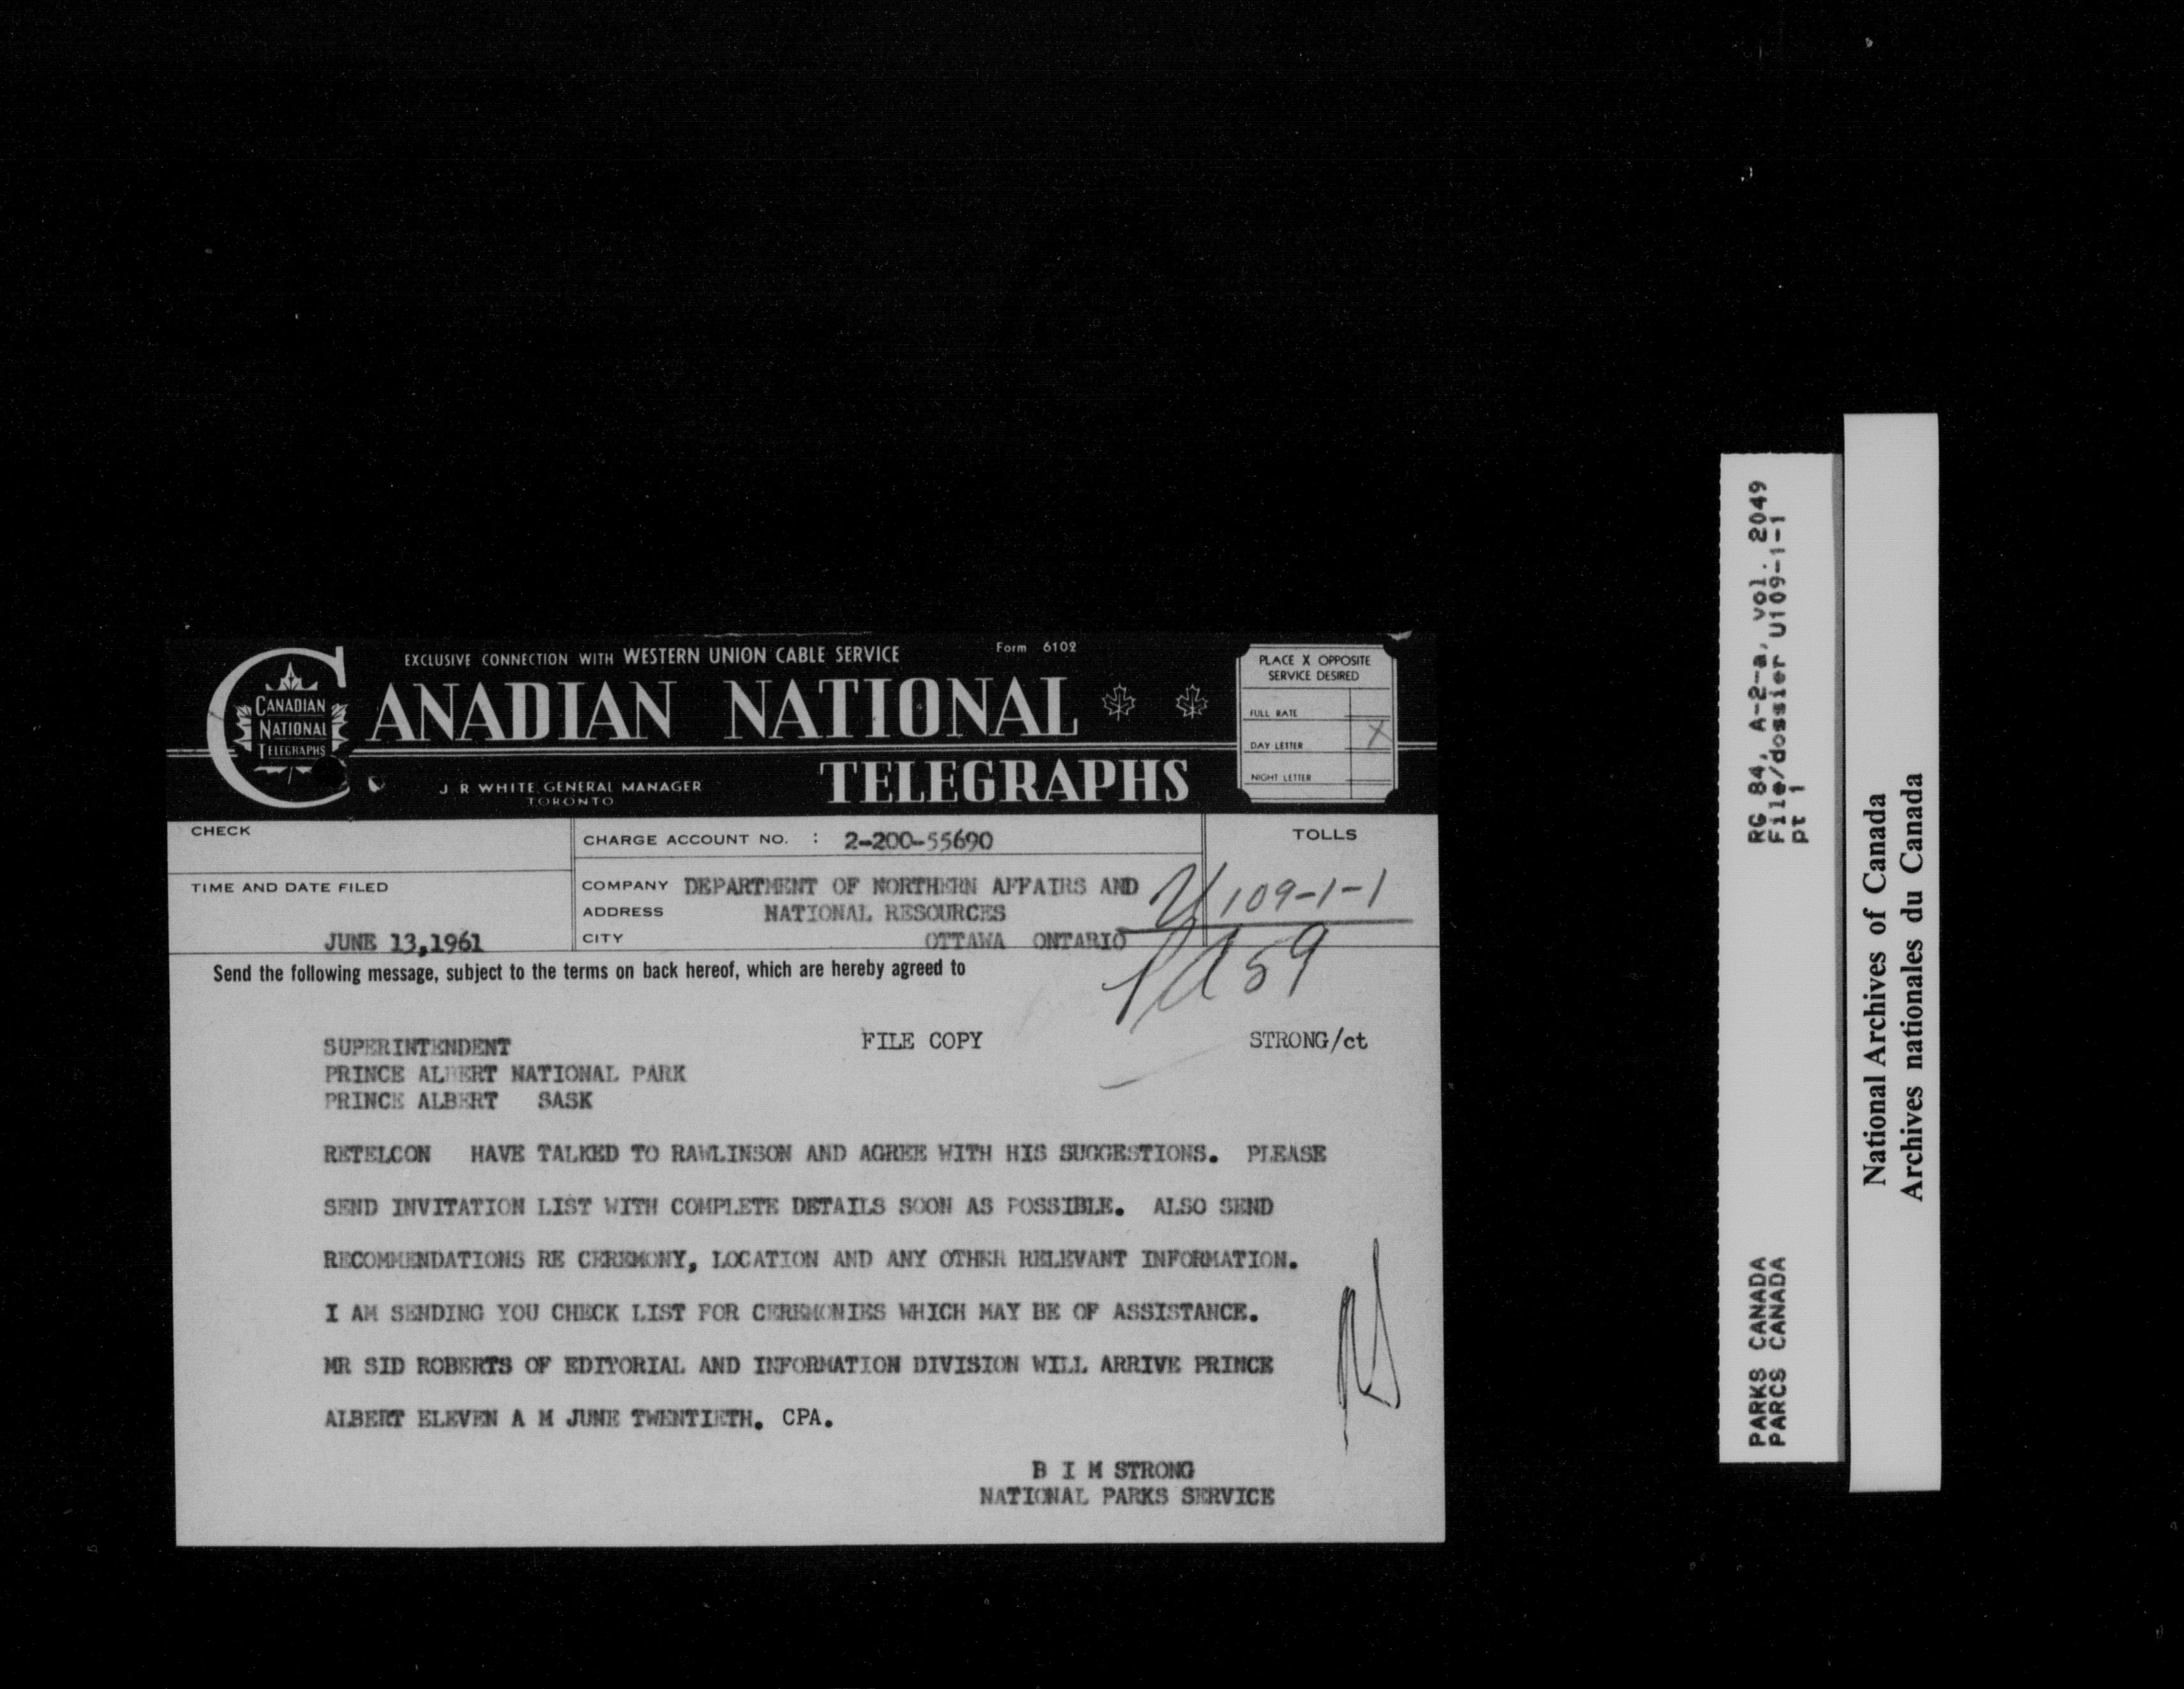 EXCLUSIVE CONNECTION WITH WESTERN UNION CABLE SERVICE
Form 6102
CANADIAN NATIONAL
TELEGRAPHS
CANADIAN
NATIONAL
TELEGRAPHS
J R WHITE GENERAL MANAGER
TORONTO
PLACE X OPPOSITE
SERVICE DESIRED
FULL RATE
DAY LETTER X
NIGHT LETTER
CHECK
CHARGE ACCOUNT NO. : 2-200-55690
TOLLS
TIME AND DATE FILED
JUNE 13,1961
COMPANY DEPARTMENT OF NORTHERN AFFAIRS AND
ADDRESS NATIONAL RESOURCES
CITY OTTAWA ONTARIO
U109-1-1
59
Send the following message, subject to the terms on back hereof, which are hereby agreed to
SUPERINTENDENT FILE COPY STRONG/ct
PRINCE ALBERT NATIONAL PARK
PRINCE ALBERT SASK
RETELCON HAVE TALKED TO RAWLINSON AND AGREE WITH HIS SUGGESTIONS. PLEASE
SEND INVITATION LIST WITH COMPLETE DETAILS SOON AS POSSIBLE. ALSO SEND
RECOMMENDATIONS RE CEREMONY, LOCATION AND ANY OTHER RELEVANT INFORMATION.
I AM SENDING YOU CHECK LIST FOR CEREMONIES WHICH MAY BE OF ASSISTANCE.
MR SID ROBERTS OF EDITORIAL AND INFORMATION DIVISION WILL ARRIVE PRINCE
ALBERT ELEVEN A M JUNE TWENTIETH. CPA.
B I M STRONG
NATIONAL PARKS SERVICE
PARKS CANADA
PARCS CANADA
RG 84, A-2-a, vol. 2049
File/dossier U109-1-1
pt 1
National Archives of Canada
Archives nationales du Canada